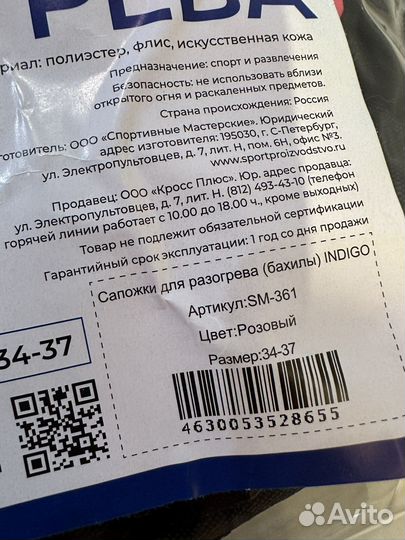 РЕВА
риал: полиэстер, флис, искусственная кожа
Предназначение: спорт и развлечения
Безопасность: не использовать вблизи
открытого огня и раскаленных предметов.
Страна происхождения: Россия
зготовитель: ООО «Спортивные Мастерские». Юридический
адрес изготовителя: 195030, г. С-Петербург,
ул. Электропультовцев, д. 7, лит. Н, пом. 6Н, офис №3.
www.sportproizvodstvo.ru
Продавец: ООО «Кросс Плюс». Юр. адрес продавца:
ул. Электропультовцев, д. 7, лит. Н. (812) 493-43-10 (телефон
горячей линии работает с 10.00 до 18.00 ч., кроме выходных)
Товар не подлежит обязательной сертификации
Гарантийный срок эксплуатации: 1 год со дня продажи
Сапожки для разогрева (бахилы) INDIGO
Артикул:SM-361
Цвет:Розовый
Размер:34-37
34-37
4630053528655
Avito